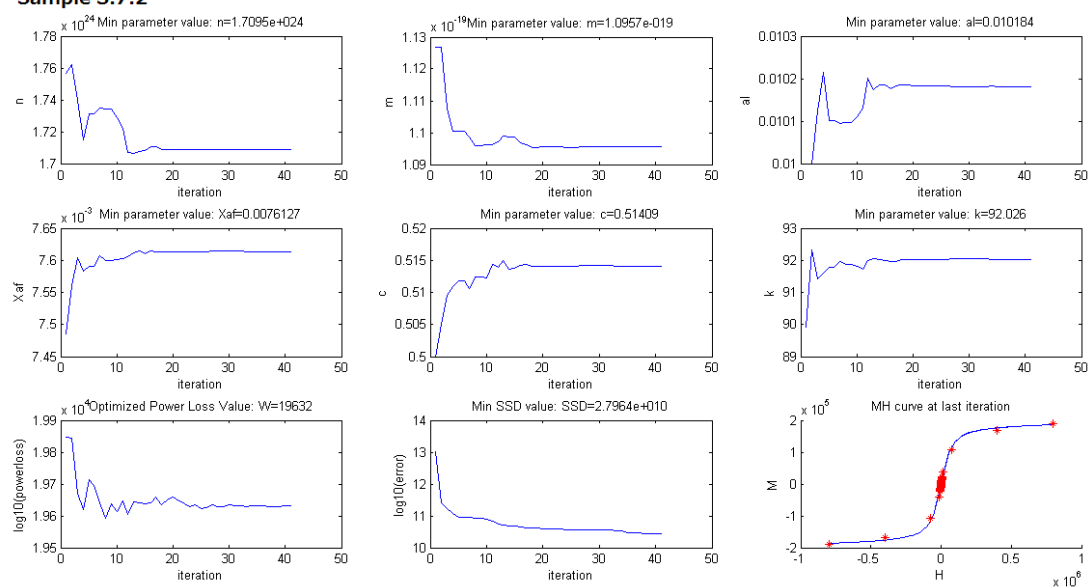 Sample S.7.2
x 10^24 Min parameter value: n=1.7095e+024
1.78
1.76
1.74
1.72
1.7
n
0 10 20 30 40 50
iteration
x 10^-19 Min parameter value: m=1.0957e-019
1.13
1.12
1.11
1.1
1.09
m
0 10 20 30 40 50
iteration
Min parameter value: al=0.010184
0.0103
0.0102
0.0101
0.01
al
0 10 20 30 40 50
iteration
x 10^-3 Min parameter value: Xaf=0.0076127
7.65
7.6
7.55
7.5
7.45
Xaf
0 10 20 30 40 50
iteration
Min parameter value: c=0.51409
0.52
0.515
0.51
0.505
0.5
c
0 10 20 30 40 50
iteration
Min parameter value: k=92.026
93
92
91
90
89
k
0 10 20 30 40 50
iteration
x 10^4 Optimized Power Loss Value: W=19632
1.99
1.98
1.97
1.96
1.95
log10(powerloss)
0 10 20 30 40 50
iteration
Min SSD value: SSD=2.7964e+010
14
13
12
11
10
log10(error)
0 10 20 30 40 50
iteration
x 10^5 MH curve at last iteration
2
1
0
-1
-2
M
-1 -0.5 0 0.5 1
H
x 10^6